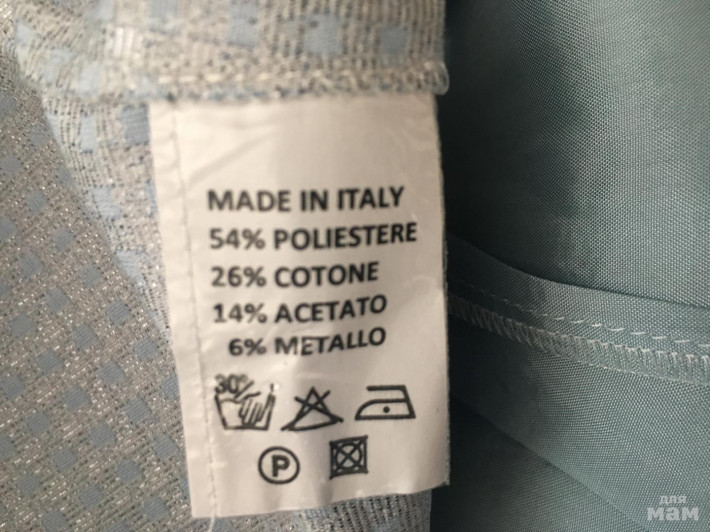 MADE IN ITALY
54% POLIESTERE
26% COTONE
14% ACETATO
6% METALLO
30°
P
для
мам